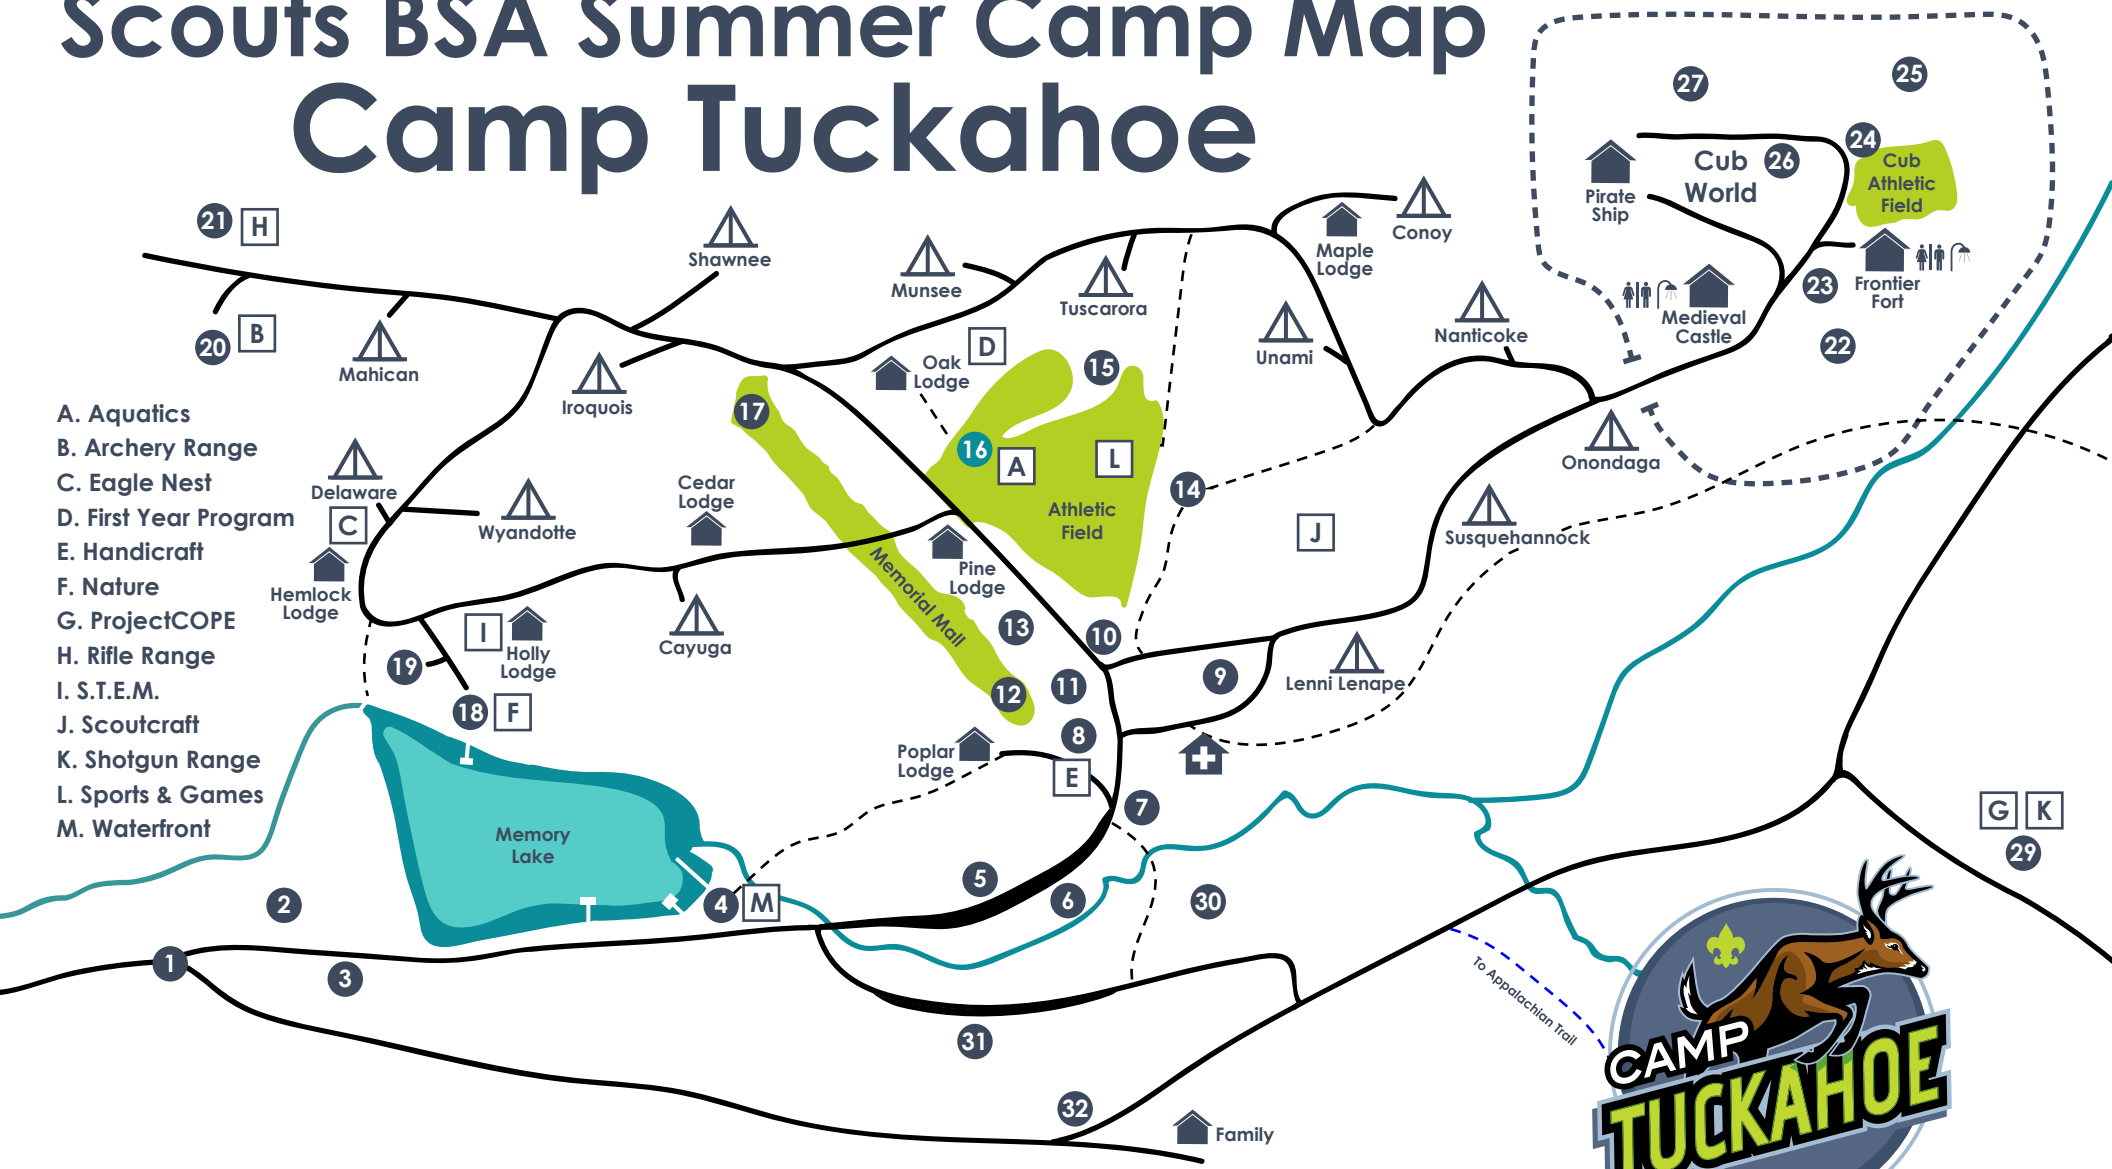 Scouts BSA Summer Camp Map
Camp Tuckahoe
27
25
24
26
Cub
World
Cub
Athletic
Field
Pirate
Ship
Frontier
Fort
23
Medieval
Castle
22
21 H
20 B
Mahican
Shawnee
Iroquois
Munsee
Tuscarora
Maple
Lodge
Conoy
Unami
Nanticoke
Oak
Lodge
D
15
17
16
A
L
Athletic
Field
14
J
Onondaga
Susquehannock
A. Aquatics
B. Archery Range
C. Eagle Nest
D. First Year Program
E. Handicraft
F. Nature
G. ProjectCOPE
H. Rifle Range
I. S.T.E.M.
J. Scoutcraft
K. Shotgun Range
L. Sports & Games
M. Waterfront
Delaware
C
Wyandotte
Hemlock
Lodge
Cedar
Lodge
Memorial Mall
Pine
Lodge
I
Holly
Lodge
Cayuga
19
18 F
13
10
12
11
9
Lenni Lenape
8
Poplar
Lodge
E
7
Memory
Lake
4 M
5
6
30
2
1
3
31
32
Family
G K
29
To Appalachian Trail
CAMP
TUCKAHOE